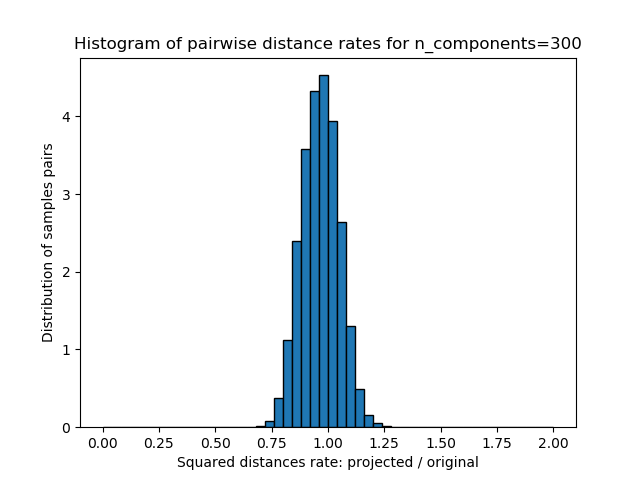 Histogram of pairwise distance rates for n_components=300
Distribution of samples pairs
4
3
2
1
0
0.00 0.25 0.50 0.75 1.00 1.25 1.50 1.75 2.00
Squared distances rate: projected / original